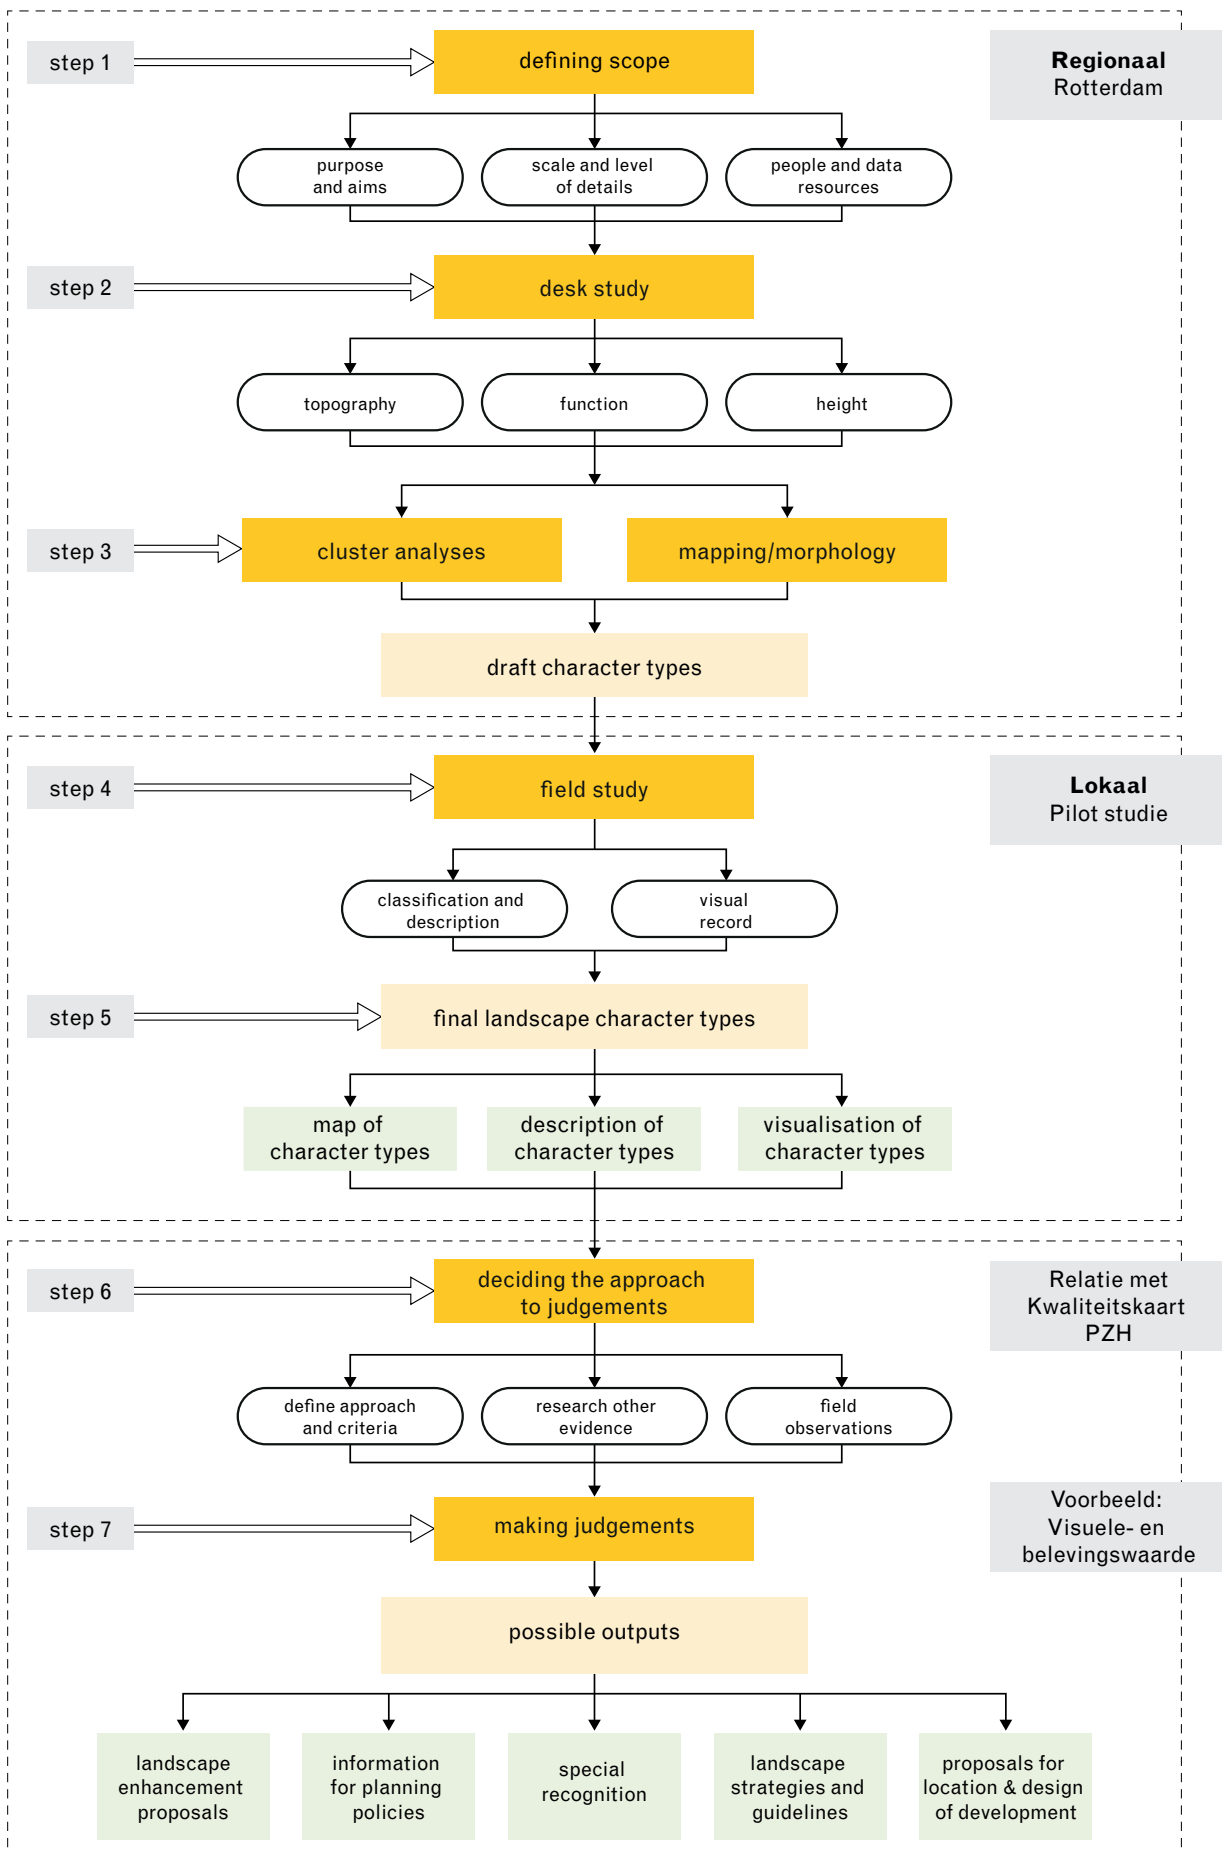 step 1
defining scope
Regionaal
Rotterdam
purpose
and aims
scale and level
of details
people and data
resources
step 2
desk study
topography
function
height
step 3
cluster analyses
mapping/morphology
draft character types
step 4
field study
Lokaal
Pilot studie
classification and
description
visual
record
step 5
final landscape character types
map of
character types
description of
character types
visualisation of
character types
step 6
deciding the approach
to judgements
Relatie met
Kwaliteitskaart
PZH
define approach
and criteria
research other
evidence
field
observations
step 7
making judgements
Voorbeeld:
Visuele- en
belevingswaarde
possible outputs
landscape
enhancement
proposals
information
for planning
policies
special
recognition
landscape
strategies and
guidelines
proposals for
location & design
of development